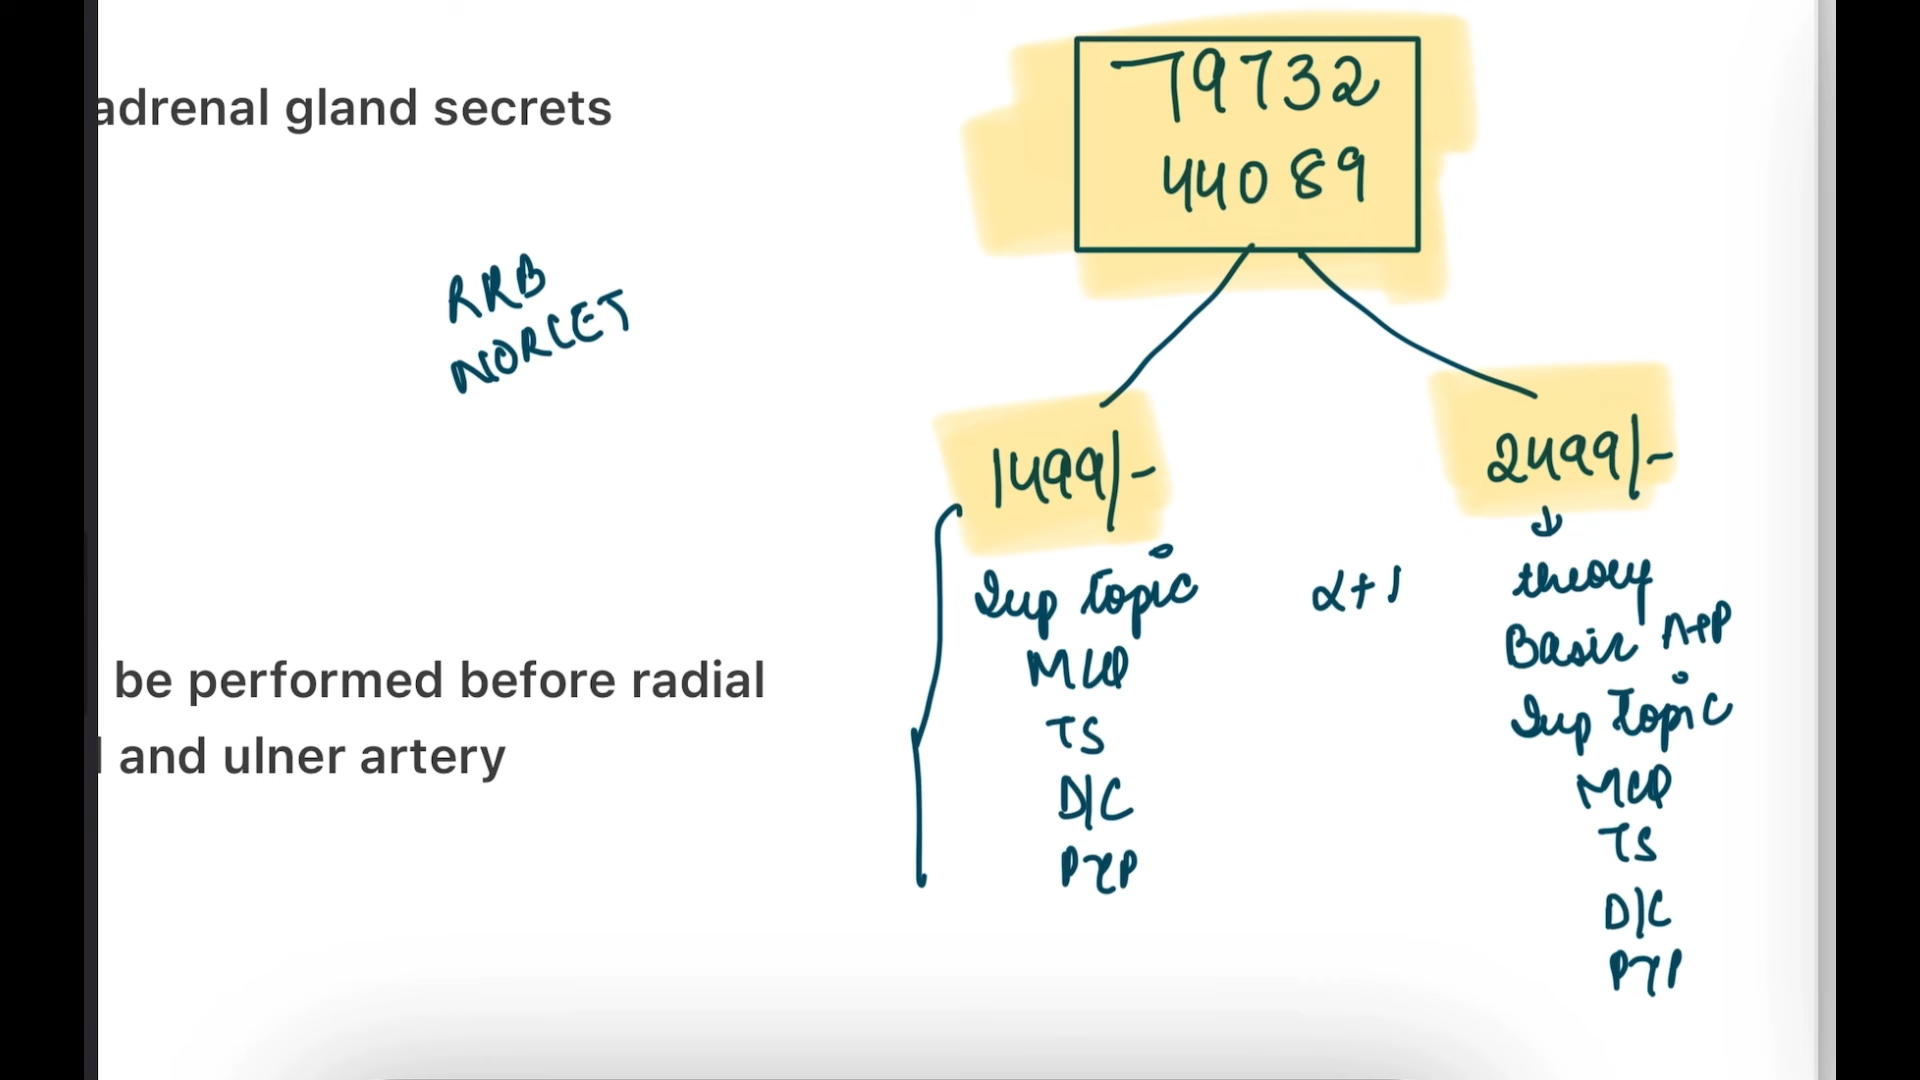 adrenal gland secrets
79732
44089
RRB
NORCET
1499/-
2499/-
Imp topic
MCQ
TS
D/C
PYP
2+1
theory
Basic A+P
Imp topic
MCQ
TS
D/C
PYP
be performed before radial
l and ulner artery